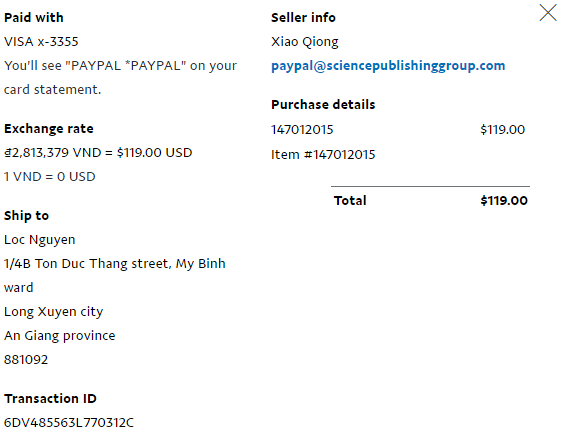 Paid with
VISA x-3355
You'll see "PAYPAL *PAYPAL" on your
card statement.
Exchange rate
₫2,813,379 VND = $119.00 USD
1 VND = 0 USD
Ship to
Loc Nguyen
1/4B Ton Duc Thang street, My Binh
ward
Long Xuyen city
An Giang province
881092
Transaction ID
6DV485563L770312C
Seller info
Xiao Qiong
paypal@sciencepublishinggroup.com
Purchase details
147012015 $119.00
Item #147012015
Total $119.00